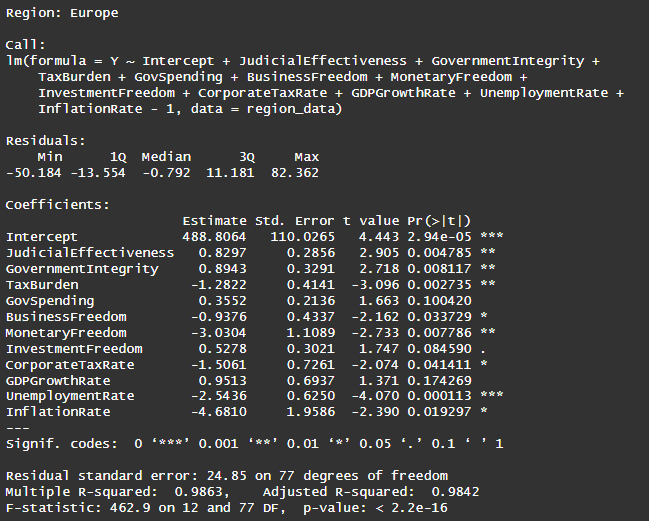 Region: Europe
Call:
lm(formula = Y ~ Intercept + JudicialEffectiveness + GovernmentIntegrity +
    TaxBurden + GovSpending + BusinessFreedom + MonetaryFreedom +
    InvestmentFreedom + CorporateTaxRate + GDPGrowthRate + UnemploymentRate +
    InflationRate - 1, data = region_data)
Residuals:
    Min      1Q  Median      3Q     Max
-50.184 -13.554  -0.792  11.181  82.362
Coefficients:
                      Estimate Std. Error t value Pr(>|t|)
Intercept             488.8064   110.0265   4.443 2.94e-05 ***
JudicialEffectiveness   0.8297     0.2856   2.905 0.004785 **
GovernmentIntegrity     0.8943     0.3291   2.718 0.008117 **
TaxBurden              -1.2822     0.4141  -3.096 0.002735 **
GovSpending             0.3552     0.2136   1.663 0.100420
BusinessFreedom        -0.9376     0.4337  -2.162 0.033729 *
MonetaryFreedom        -3.0304     1.1089  -2.733 0.007786 **
InvestmentFreedom       0.5278     0.3021   1.747 0.084590 .
CorporateTaxRate       -1.5061     0.7261  -2.074 0.041411 *
GDPGrowthRate           0.9513     0.6937   1.371 0.174269
UnemploymentRate       -2.5436     0.6250  -4.070 0.000113 ***
InflationRate          -4.6810     1.9586  -2.390 0.019297 *
---
Signif. codes:  0 ‘***’ 0.001 ‘**’ 0.01 ‘*’ 0.05 ‘.’ 0.1 ‘ ’ 1
Residual standard error: 24.85 on 77 degrees of freedom
Multiple R-squared:  0.9863,    Adjusted R-squared:  0.9842
F-statistic: 462.9 on 12 and 77 DF,  p-value: < 2.2e-16